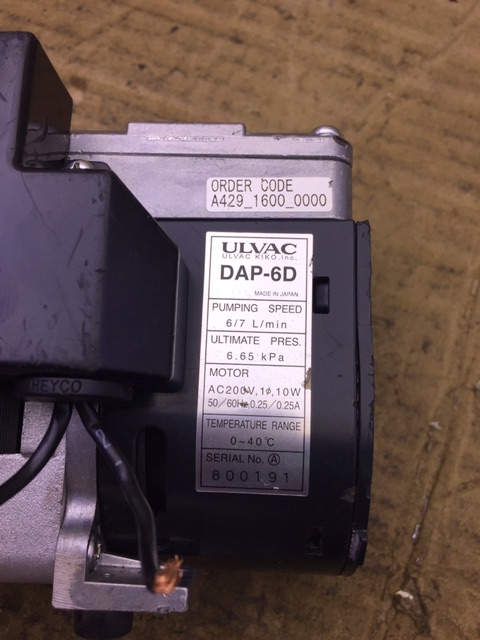 ORDER CODE
A429_1600_0000
ULVAC
ULVAC KIKO, Inc.
DAP-6D
MADE IN JAPAN
PUMPING SPEED
6/7 L/min
ULTIMATE PRES.
6.65 kPa
MOTOR
AC200V,1φ,10W
50/60Hz,0.25/0.25A
TEMPERATURE RANGE
0~40℃
SERIAL No. Ⓐ
800191
HEYCO